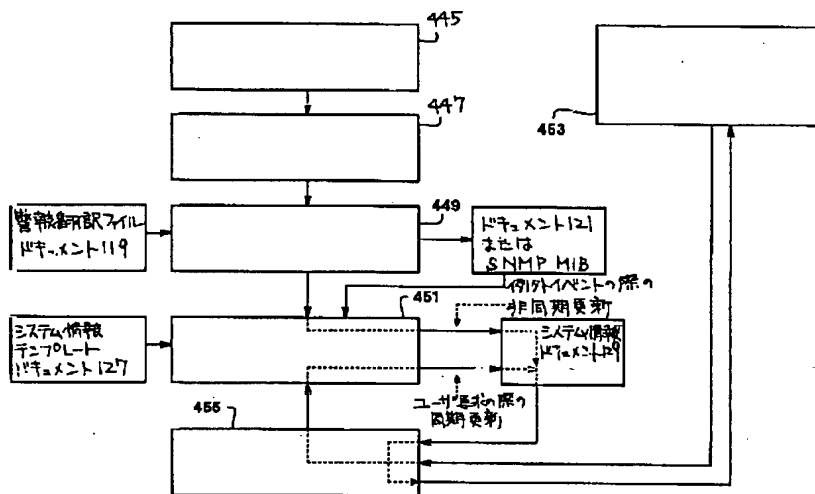 445
447
453
449
警報翻訳ファイル
ドキュメント119
ドキュメント121
または
SNMP MIB
例外イベントの際の
非同期更新
451
システム情報
テンプレート
ドキュメント127
システム情報
ドキュメント129
ユーザ要求の際の
同期更新
455